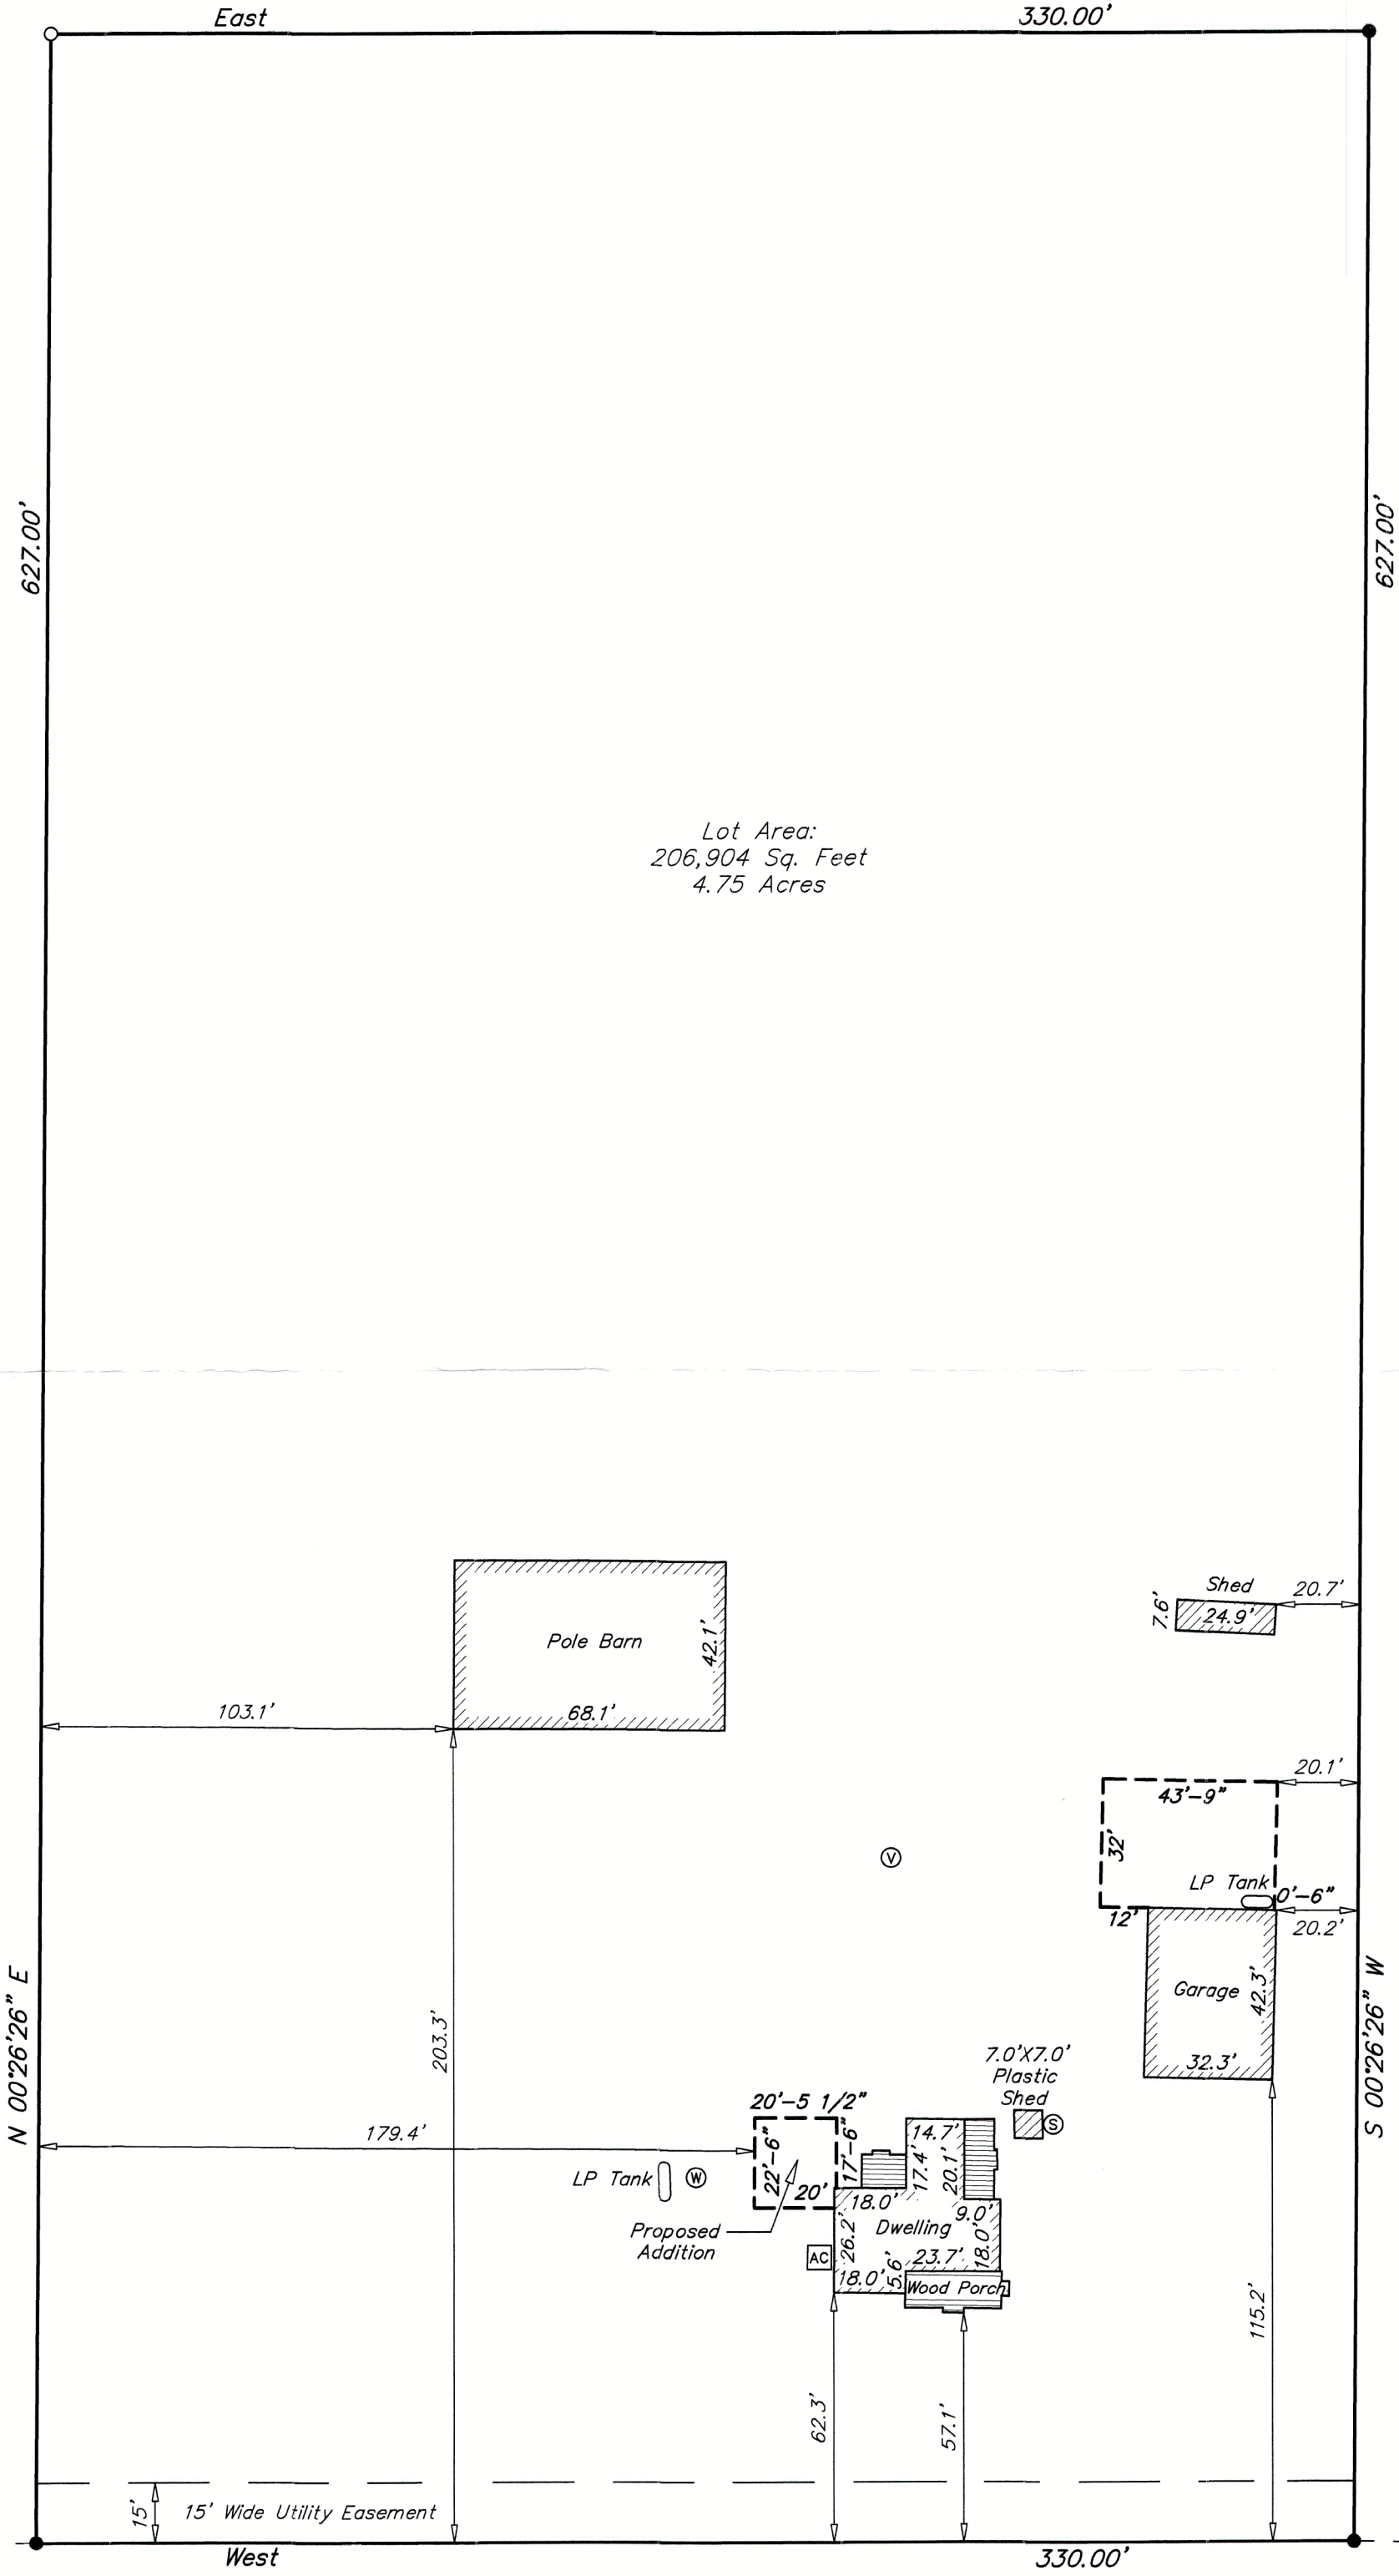 East
330.00'
627.00'
627.00'
Lot Area:
206,904 Sq. Feet
4.75 Acres
Shed
20.7'
7.6'
24.9'
Pole Barn
42.1'
68.1'
103.1'
20.1'
43'-9"
32'
V
LP Tank
0'-6"
12'
20.2'
Garage
42.3'
32.3'
N 00°26'26" E
S 00°26'26" W
203.3'
7.0'X7.0'
Plastic
Shed
S
20'-5 1/2"
179.4'
22'-6"
17'-6"
14.7'
17.4'
20.1'
LP Tank
W
20'
18.0'
9.0'
Proposed
Addition
26.2'
Dwelling
18.0'
AC
23.7'
18.0'
5.6'
Wood Porch
115.2'
62.3'
57.1'
15'
15' Wide Utility Easement
West
330.00'